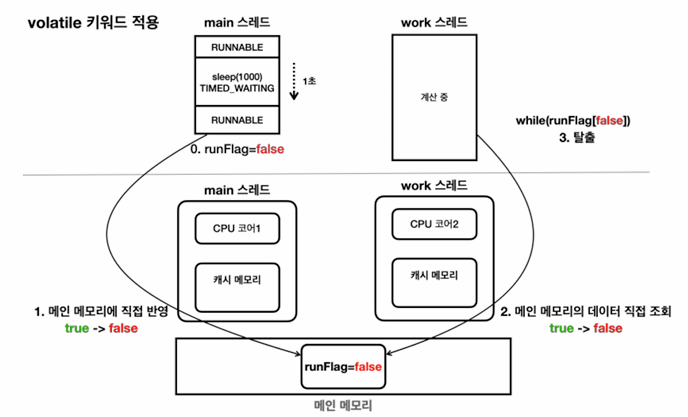 volatile 키워드 적용
main 스레드
work 스레드
RUNNABLE
sleep(1000)
TIMED_WAITING
1초
계산 중
RUNNABLE
while(runFlag[false])
3. 탈출
0. runFlag=false
main 스레드
work 스레드
CPU 코어1
CPU 코어2
캐시 메모리
캐시 메모리
1. 메인 메모리에 직접 반영
true -> false
2. 메인 메모리의 데이터 직접 조회
true -> false
runFlag=false
메인 메모리